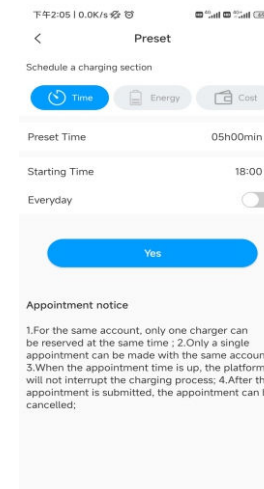 下午2:05 | 0.0K/s
Preset
Schedule a charging section
Time Energy Cost
Preset Time 05h00min
Starting Time 18:00
Everyday
Yes
Appointment notice
1.For the same account, only one charger can
be reserved at the same time ; 2.Only a single
appointment can be made with the same accoun
3.When the appointment time is up, the platform
will not interrupt the charging process; 4.After th
appointment is submitted, the appointment can b
cancelled;